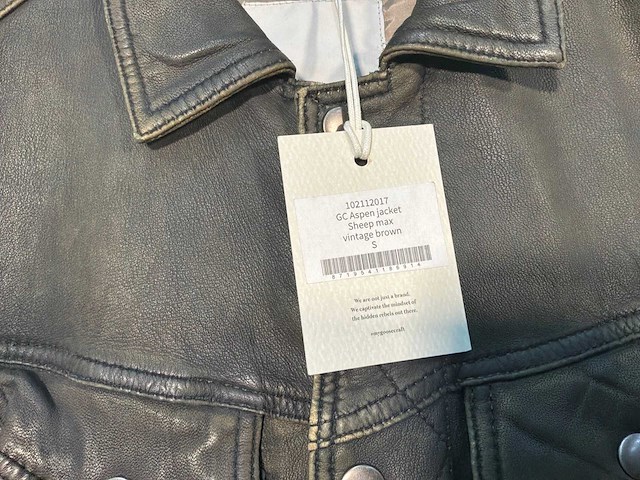 102112017
GC Aspen jacket
Sheep max
vintage brown
S
We are not just a brand.
We captivate the mindset of
the hidden rebels out there.